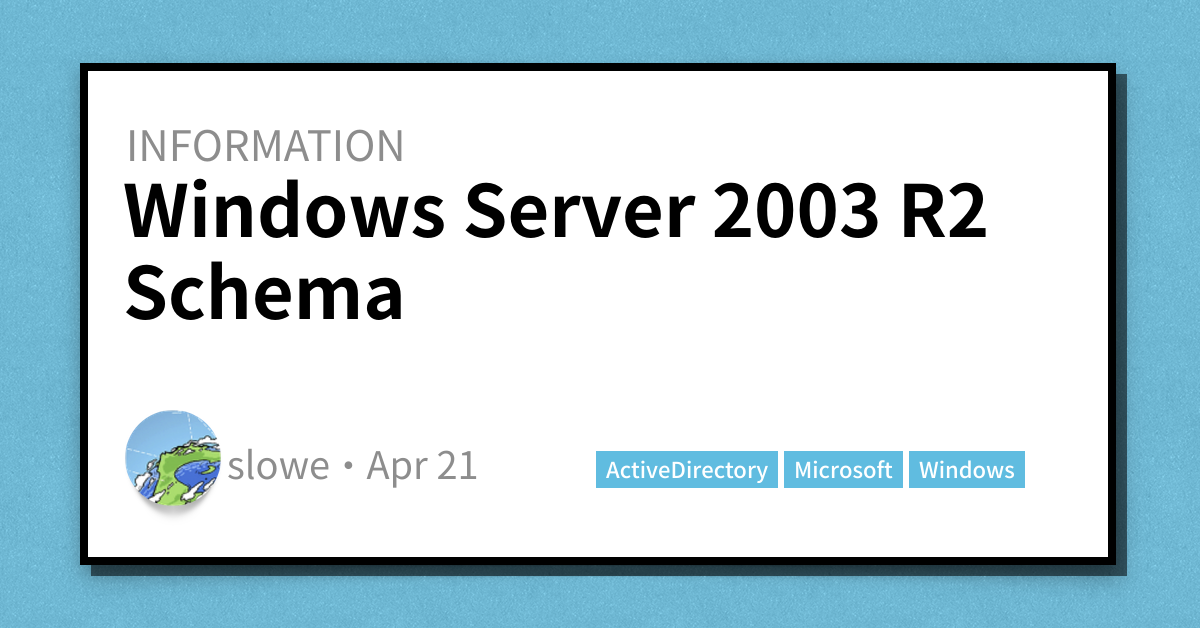 INFORMATION
Windows Server 2003 R2
Schema
slowe • Apr 21
ActiveDirectory Microsoft Windows